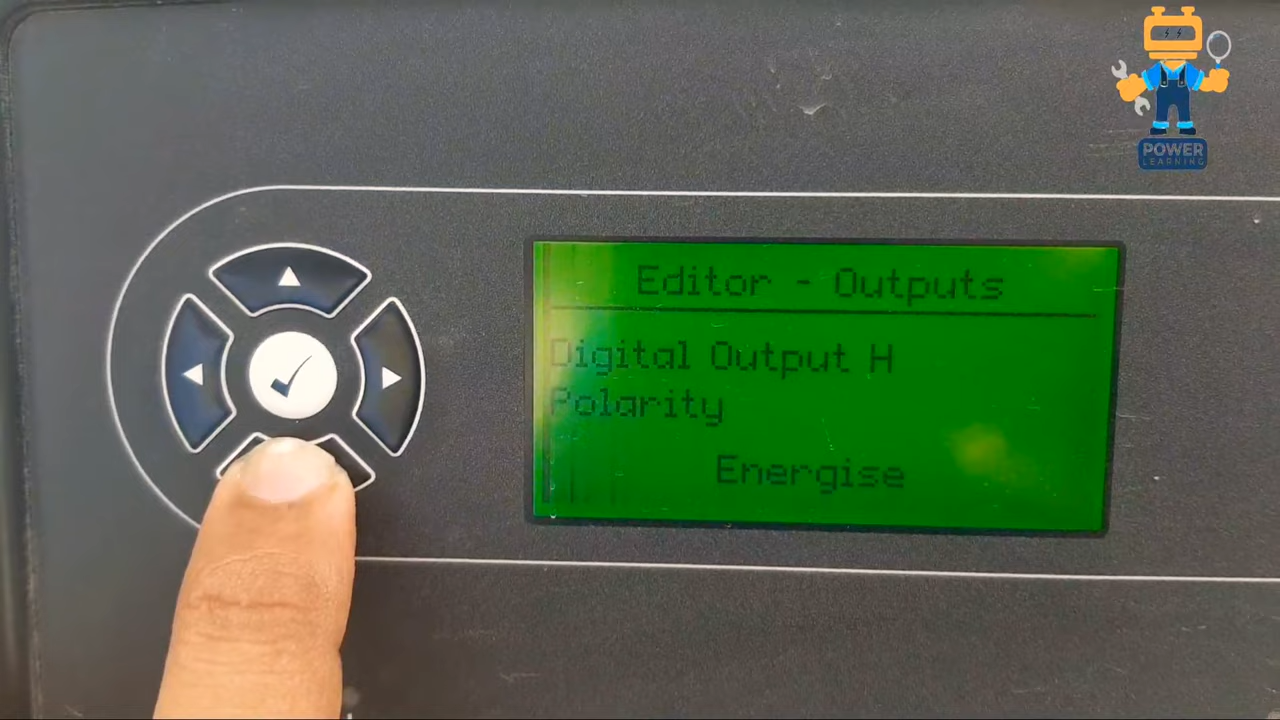 POWER
LEARNING
Editor - Outputs
Digital Output H
Polarity
Energise